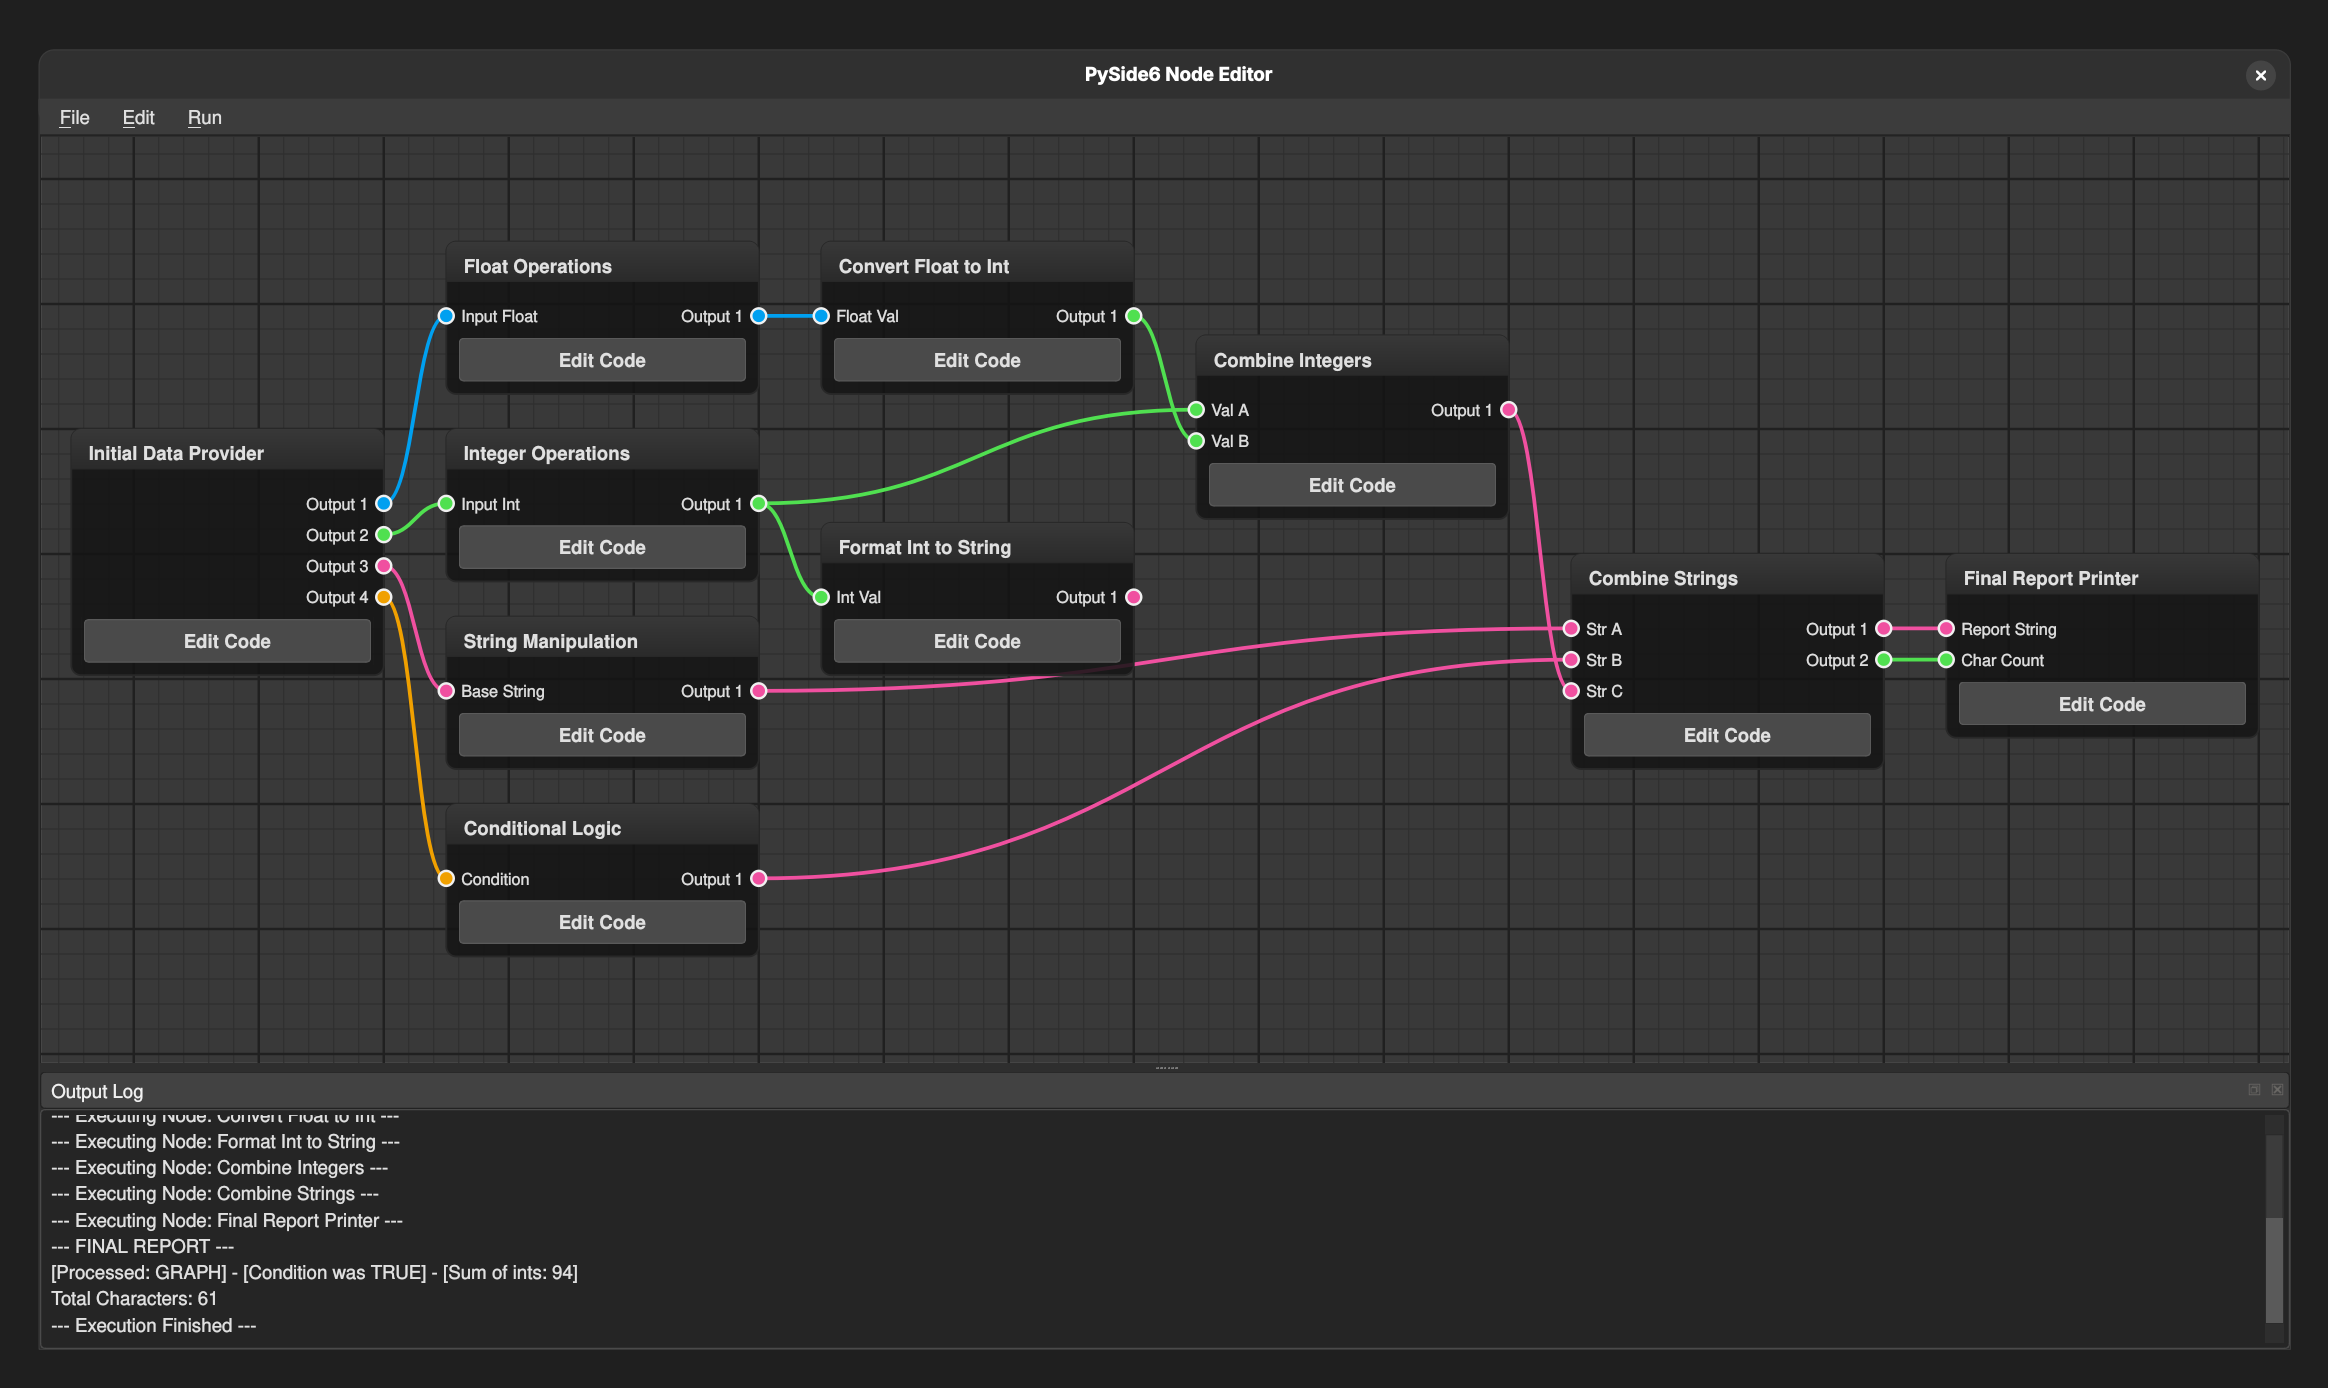 PySide6 Node Editor
File Edit Run
Float Operations
Input Float Output 1
Edit Code
Convert Float to Int
Float Val Output 1
Edit Code
Combine Integers
Val A Output 1
Val B
Edit Code
Initial Data Provider
Output 1
Output 2
Output 3
Output 4
Edit Code
Integer Operations
Input Int Output 1
Edit Code
Format Int to String
Int Val Output 1
Edit Code
String Manipulation
Base String Output 1
Edit Code
Conditional Logic
Condition Output 1
Edit Code
Combine Strings
Str A Output 1
Str B Output 2
Str C
Edit Code
Final Report Printer
Report String
Char Count
Edit Code
Output Log
--- Executing Node: Convert Float to Int ---
--- Executing Node: Format Int to String ---
--- Executing Node: Combine Integers ---
--- Executing Node: Combine Strings ---
--- Executing Node: Final Report Printer ---
--- FINAL REPORT ---
[Processed: GRAPH] - [Condition was TRUE] - [Sum of ints: 94]
Total Characters: 61
--- Execution Finished ---